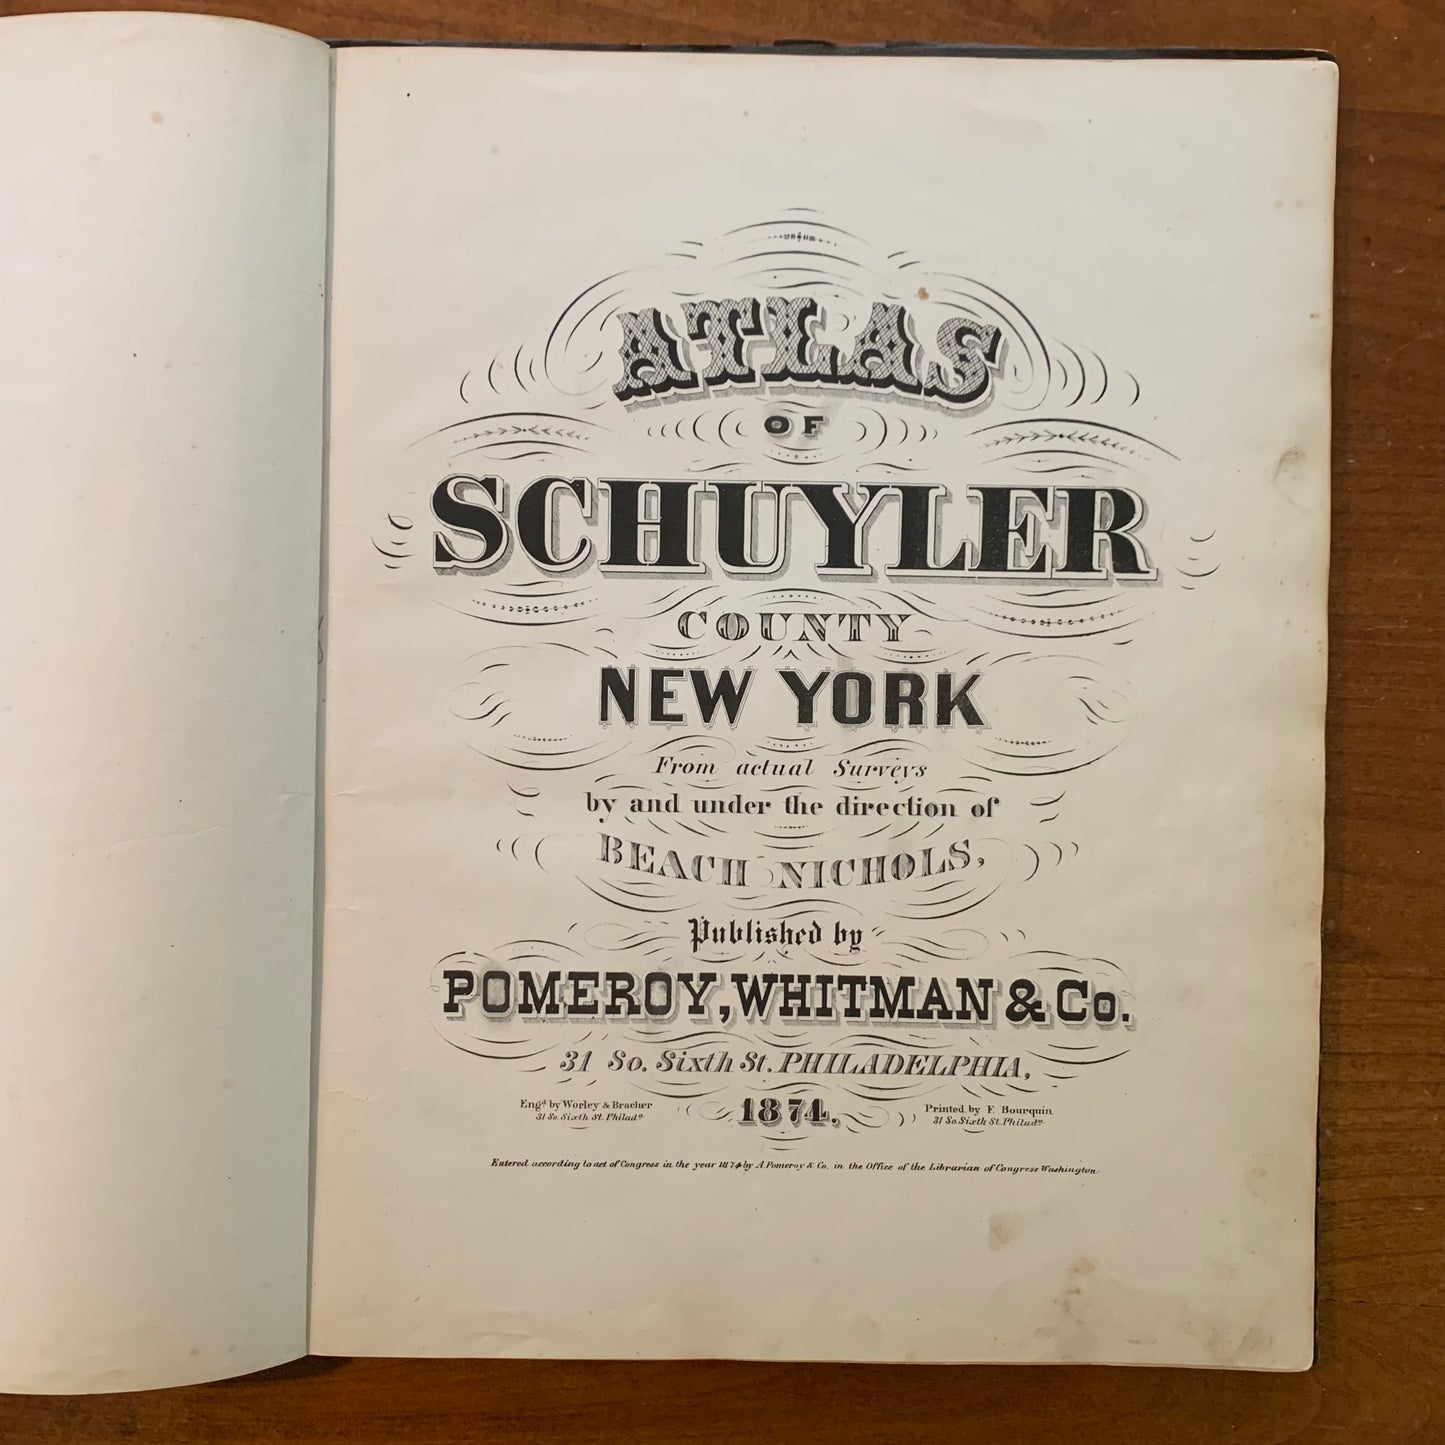 ATLAS
OF
SCHUYLER
COUNTY
NEW YORK
From actual Surveys
by and under the direction of
BEACH NICHOLS,
Published by
POMEROY, WHITMAN & Co.
31 So. Sixth St. PHILADELPHIA,
1874.
Engd. by Worley & Bracher
31 So. Sixth St. Philada.
Printed by F. Bourquin
31 So Sixth St. Philada.
Entered according to act of Congress in the year 1874 by A. Pomeroy & Co. in the Office of the Librarian of Congress Washington